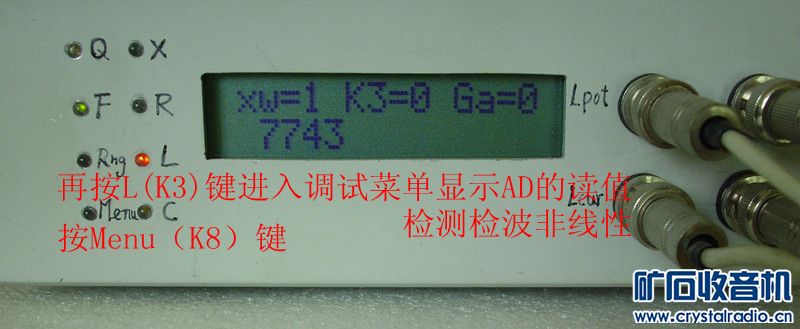 Q X
xw=1 K3=0 Ga=0
7743
Lpot
F R
Rng L
再按L(K3)键进入调试菜单显示AD的读值
Menu C
按Menu(K8)键 检测检波非线性
矿石收音机
www.crystalradio.cn